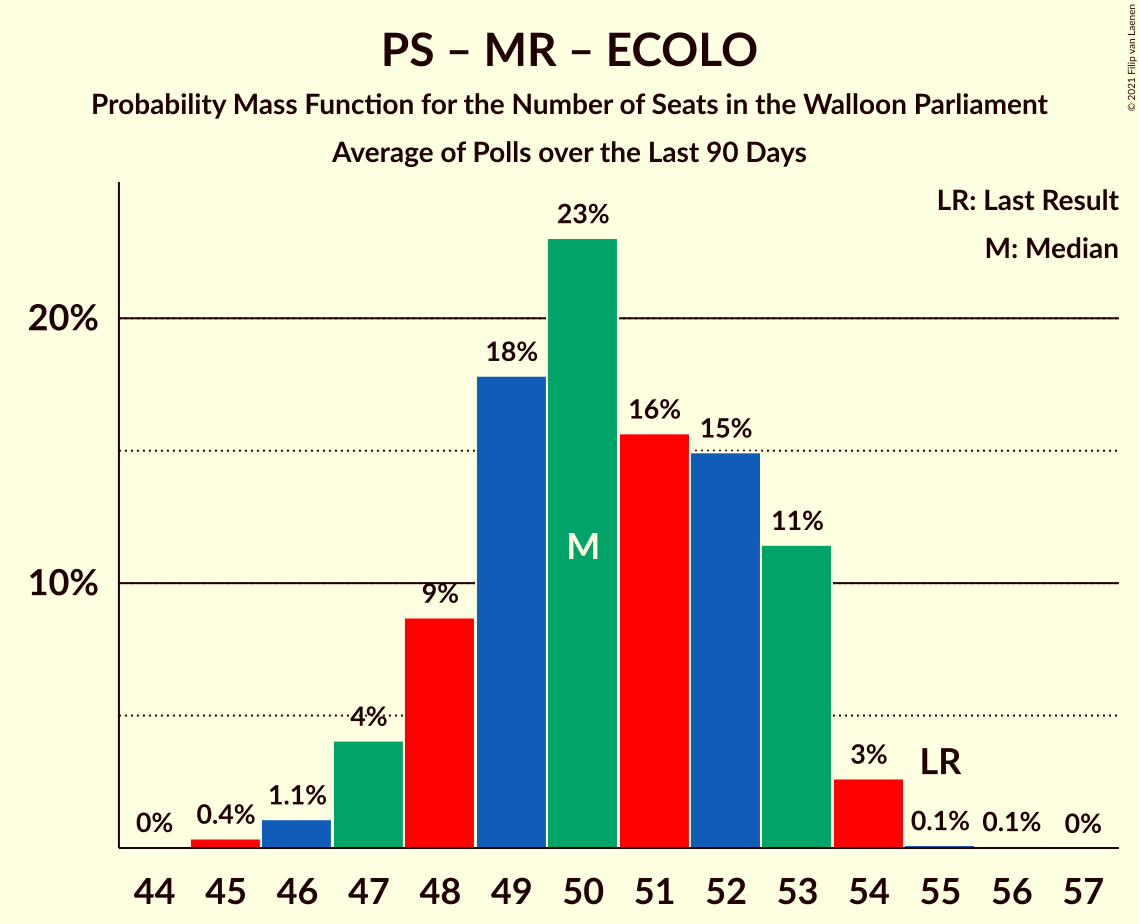 PS – MR – ECOLO
Probability Mass Function for the Number of Seats in the Walloon Parliament
Average of Polls over the Last 90 Days
© 2021 Filip van Laenen
LR: Last Result
M: Median
20%
10%
0%
0.4%
1.1%
4%
9%
18%
23%
16%
15%
11%
3%
0.1%
0.1%
0%
M
LR
44 45 46 47 48 49 50 51 52 53 54 55 56 57